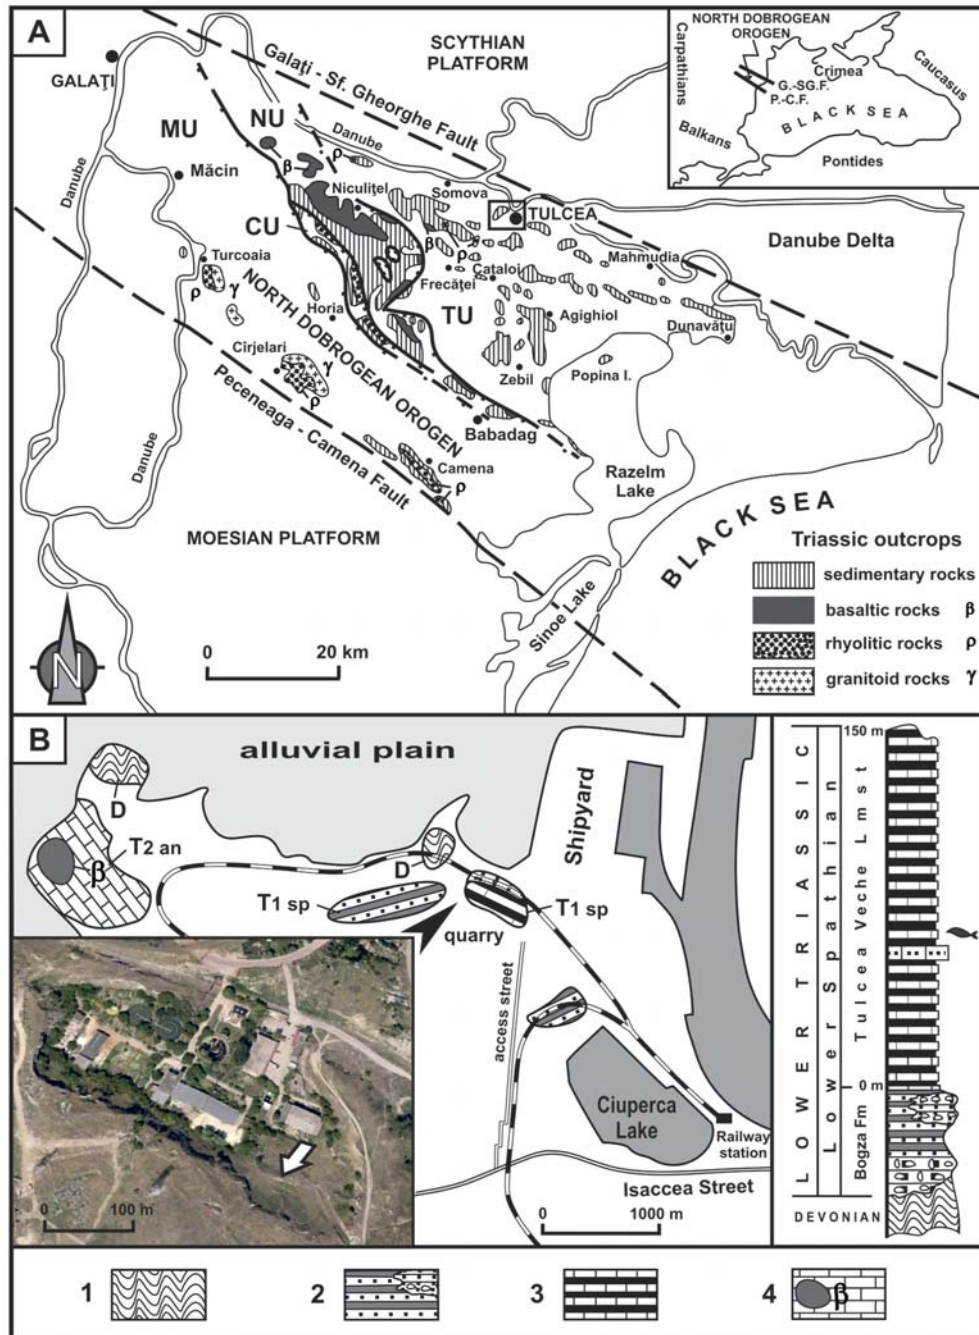 A
SCYTHIAN
PLATFORM
GALAŢI
Galaţi - Sf. Gheorghe Fault
NORTH DOBROGEAN
OROGEN
Carpathians
Crimea
Caucasus
G.-SG.F.
P.-C.F.
BLACK SEA
Balkans
Pontides
MU
NU
Danube
β
ρ
Măcin
Danube
Niculiţel
Somova
TULCEA
CU
β
ρ
Danube Delta
Turcoaia
Mahmudia
Cataloi
Frecăţei
ρ
γ
TU
Horia
Agighiol
Dunavăţu
NORTH DOBROGEAN OROGEN
Cîrjelari
γ
ρ
Zebil
Popina I.
Peceneaga - Camena Fault
Babadag
Danube
Camena
ρ
Razelm
Lake
BLACK SEA
MOESIAN PLATFORM
Sinoe Lake
Triassic outcrops
sedimentary rocks
basaltic rocks β
rhyolitic rocks ρ
granitoid rocks γ
N
0 20 km
B
alluvial plain
Shipyard
D
T2 an
β
D
T1 sp
T1 sp
quarry
access street
Ciuperca
Lake
Railway
station
Isaccea Street
0 100 m
0 1000 m
LOWER TRIASSIC
Lower Spathian
Tulcea Veche Lmst
Bogza Fm
150 m
0 m
DEVONIAN
1 2 3 4 β